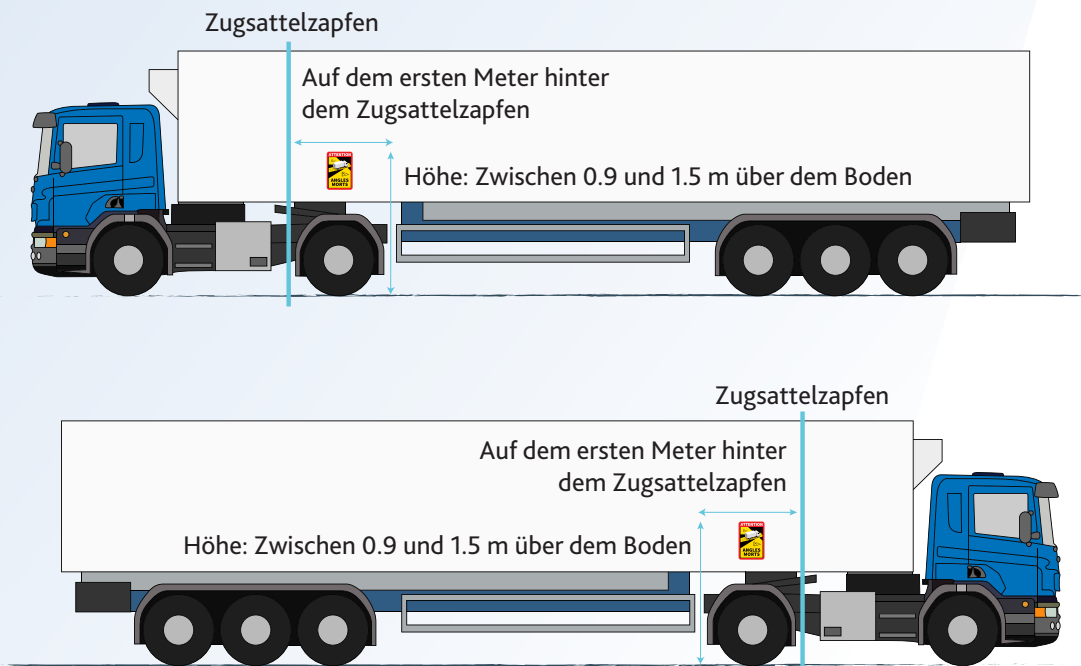 Zugsattelzapfen
Auf dem ersten Meter hinter
dem Zugsattelzapfen
ATTENTION
ANGLES
MORTS
Höhe: Zwischen 0.9 und 1.5 m über dem Boden
Zugsattelzapfen
Auf dem ersten Meter hinter
dem Zugsattelzapfen
ATTENTION
ANGLES
MORTS
Höhe: Zwischen 0.9 und 1.5 m über dem Boden